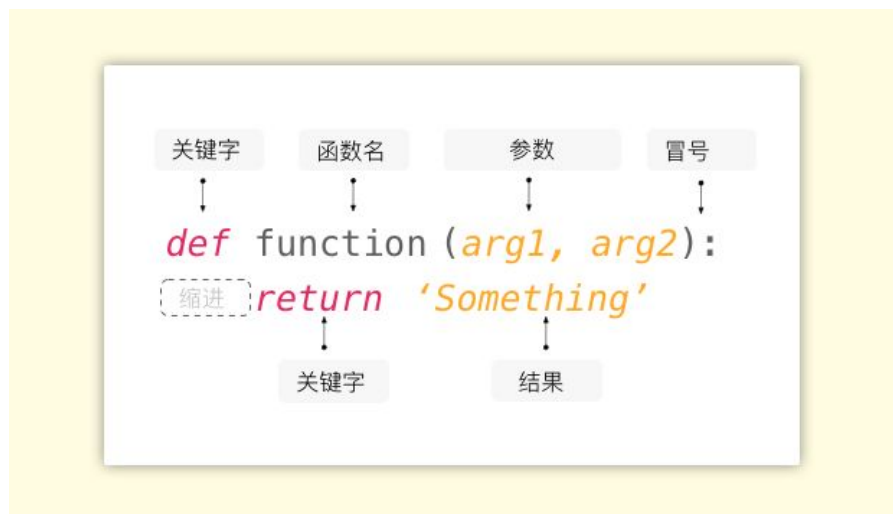 关键字 函数名 参数 冒号
def function (arg1, arg2):
缩进 return ‘Something’
关键字 结果